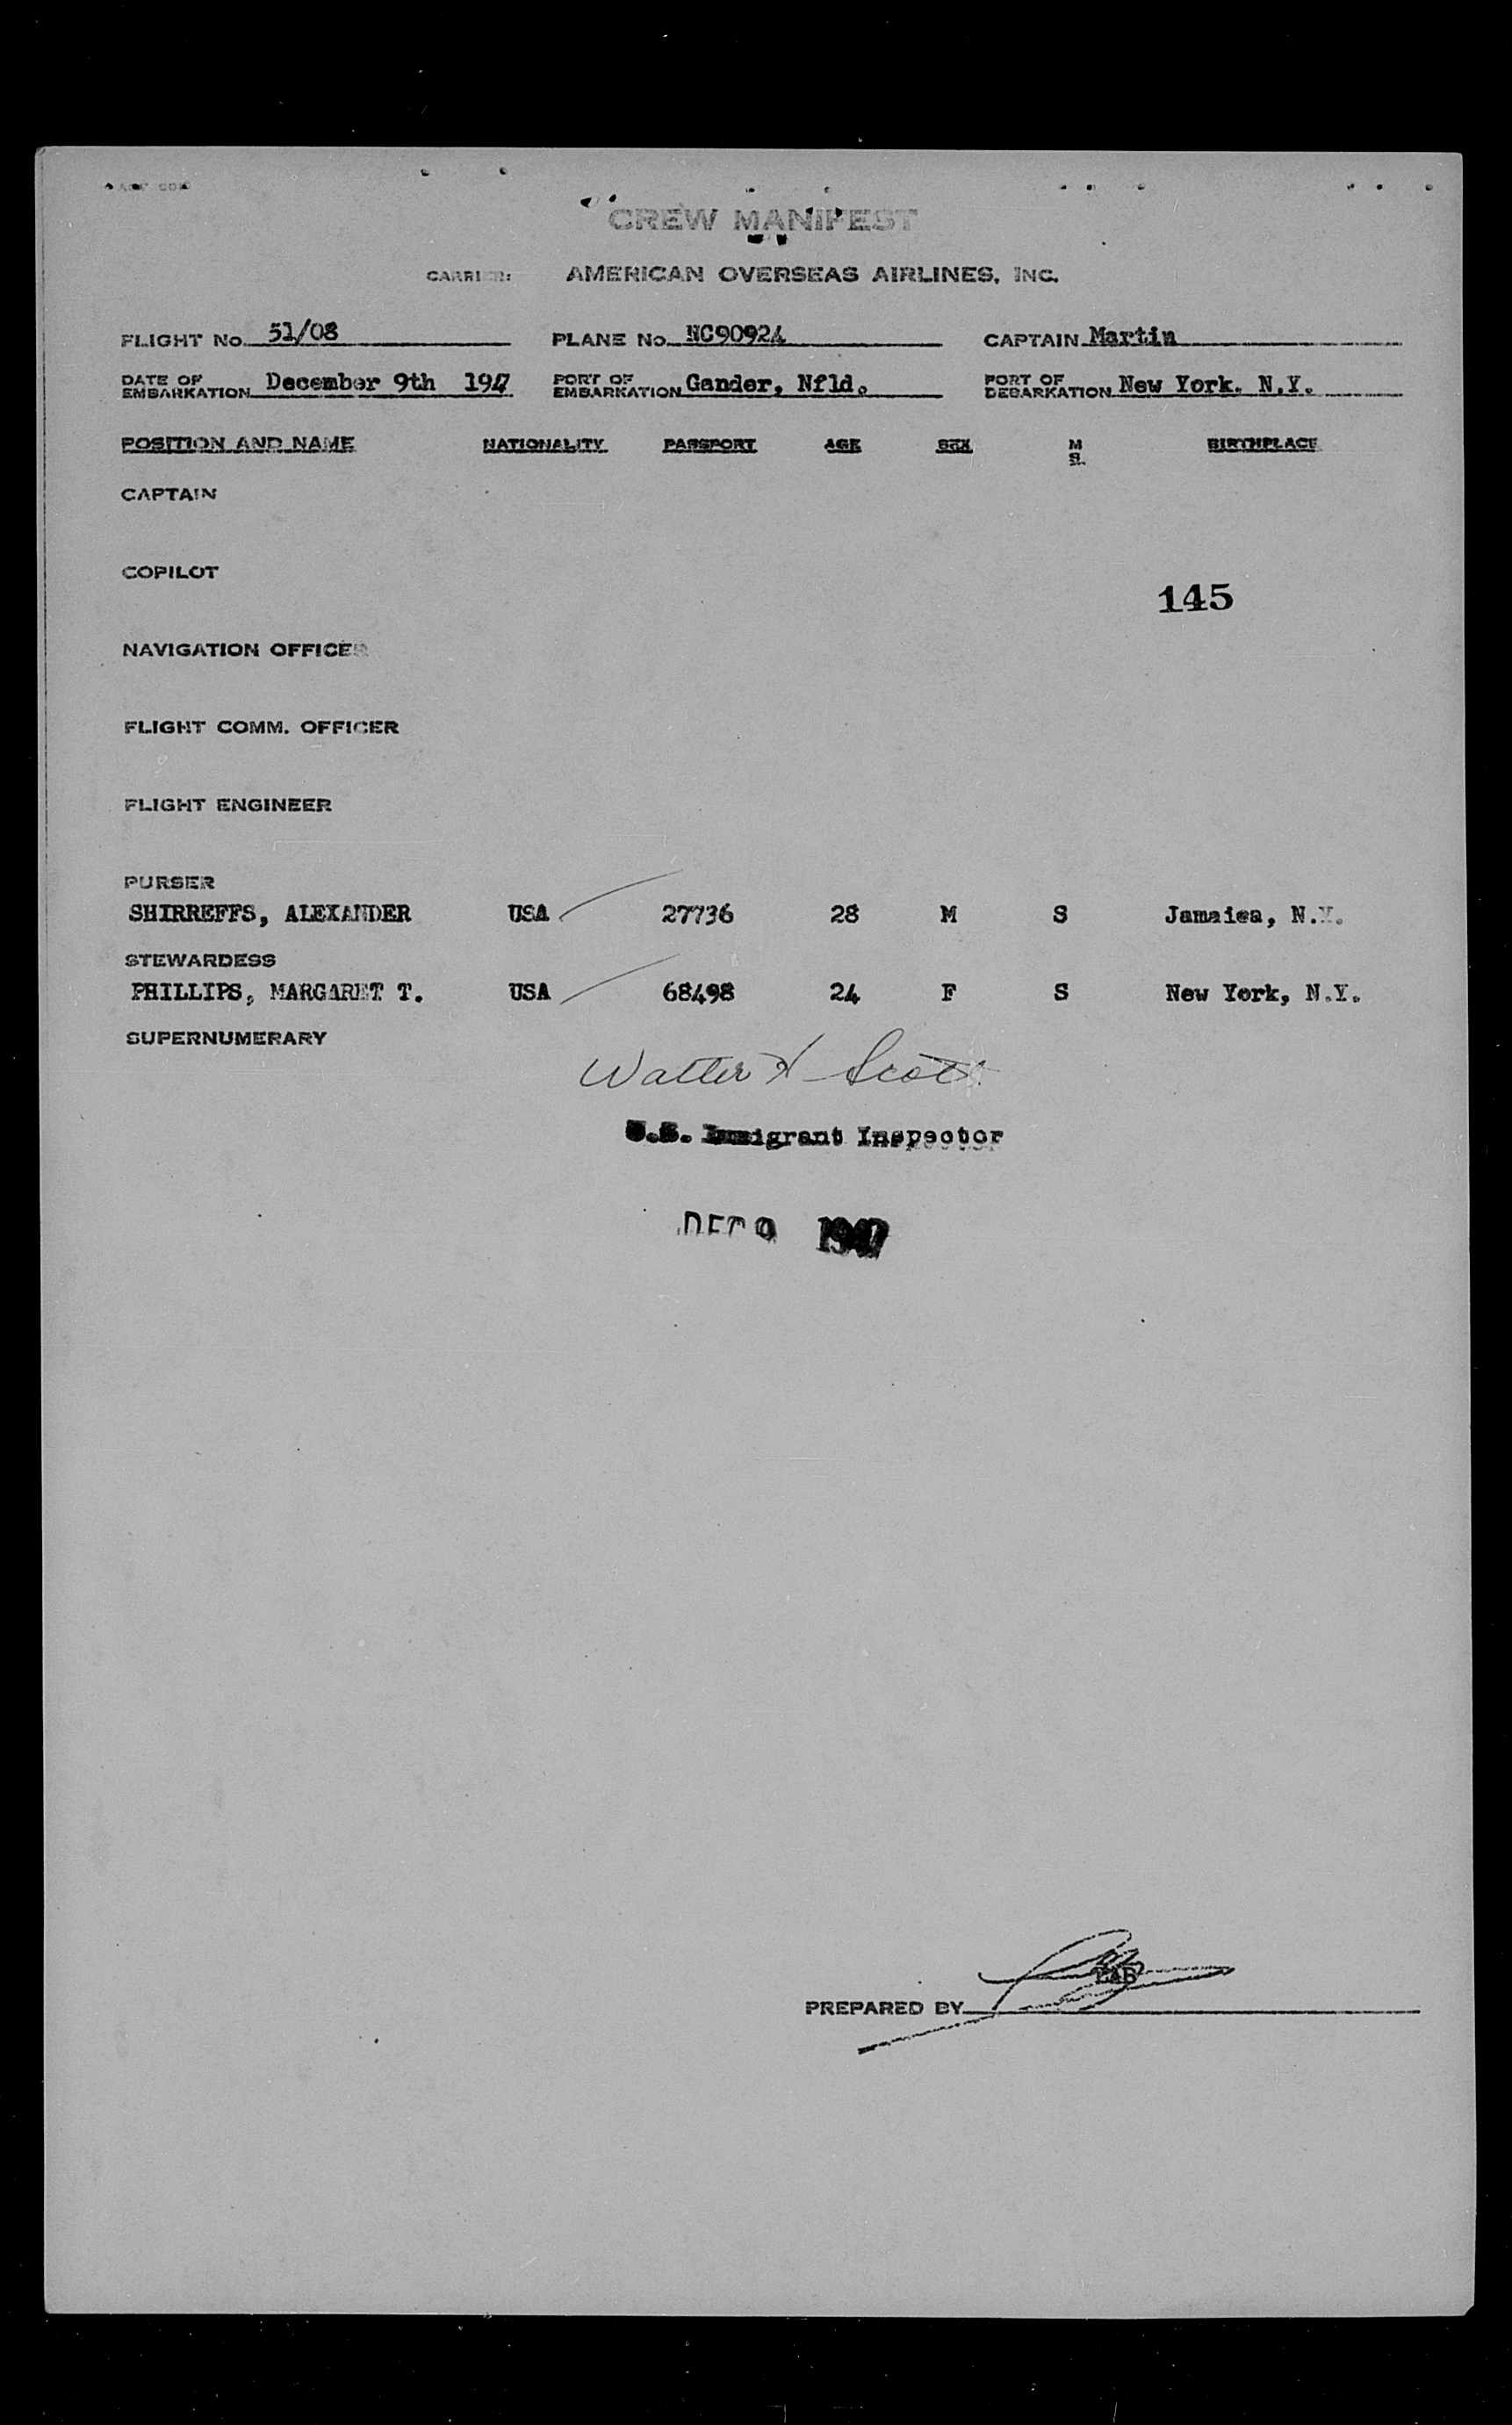 CREW MANIFEST
CARRIER: AMERICAN OVERSEAS AIRLINES, INC.
FLIGHT No. 51/08 PLANE No. NC90924 CAPTAIN Martin
DATE OF EMBARKATION December 9th 1947 PORT OF EMBARKATION Gander, Nfld. PORT OF DEBARKATION New York. N.Y.
POSITION AND NAME NATIONALITY PASSPORT AGE SEX M S. BIRTHPLACE
CAPTAIN
COPILOT
145
NAVIGATION OFFICER
FLIGHT COMM. OFFICER
FLIGHT ENGINEER
PURSER
SHIRREFFS, ALEXANDER USA 27736 28 M S Jamaica, N.Y.
STEWARDESS
PHILLIPS, MARGARET T. USA 68498 24 F S New York, N.Y.
SUPERNUMERARY
Walter Scott
U.S. Immigrant Inspector
DEC 9 1947
PREPARED BY